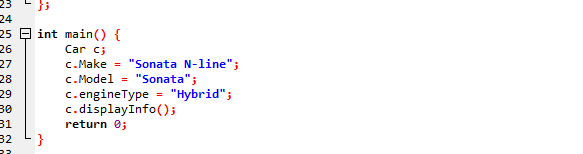 23 };
24
25 int main() {
26 Car c;
27 c.Make = "Sonata N-line";
28 c.Model = "Sonata";
29 c.engineType = "Hybrid";
30 c.displayInfo();
31 return 0;
32 }